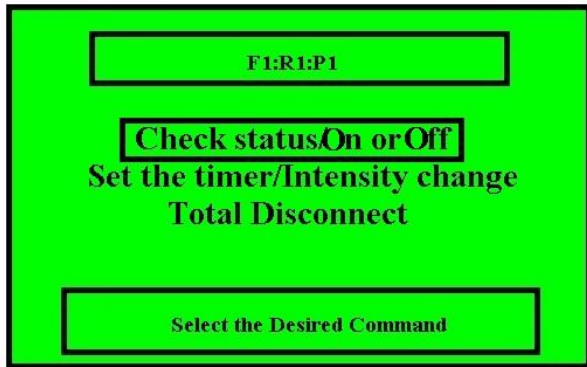 F1:R1:P1
Check status/On or Off
Set the timer/Intensity change
Total Disconnect
Select the Desired Command